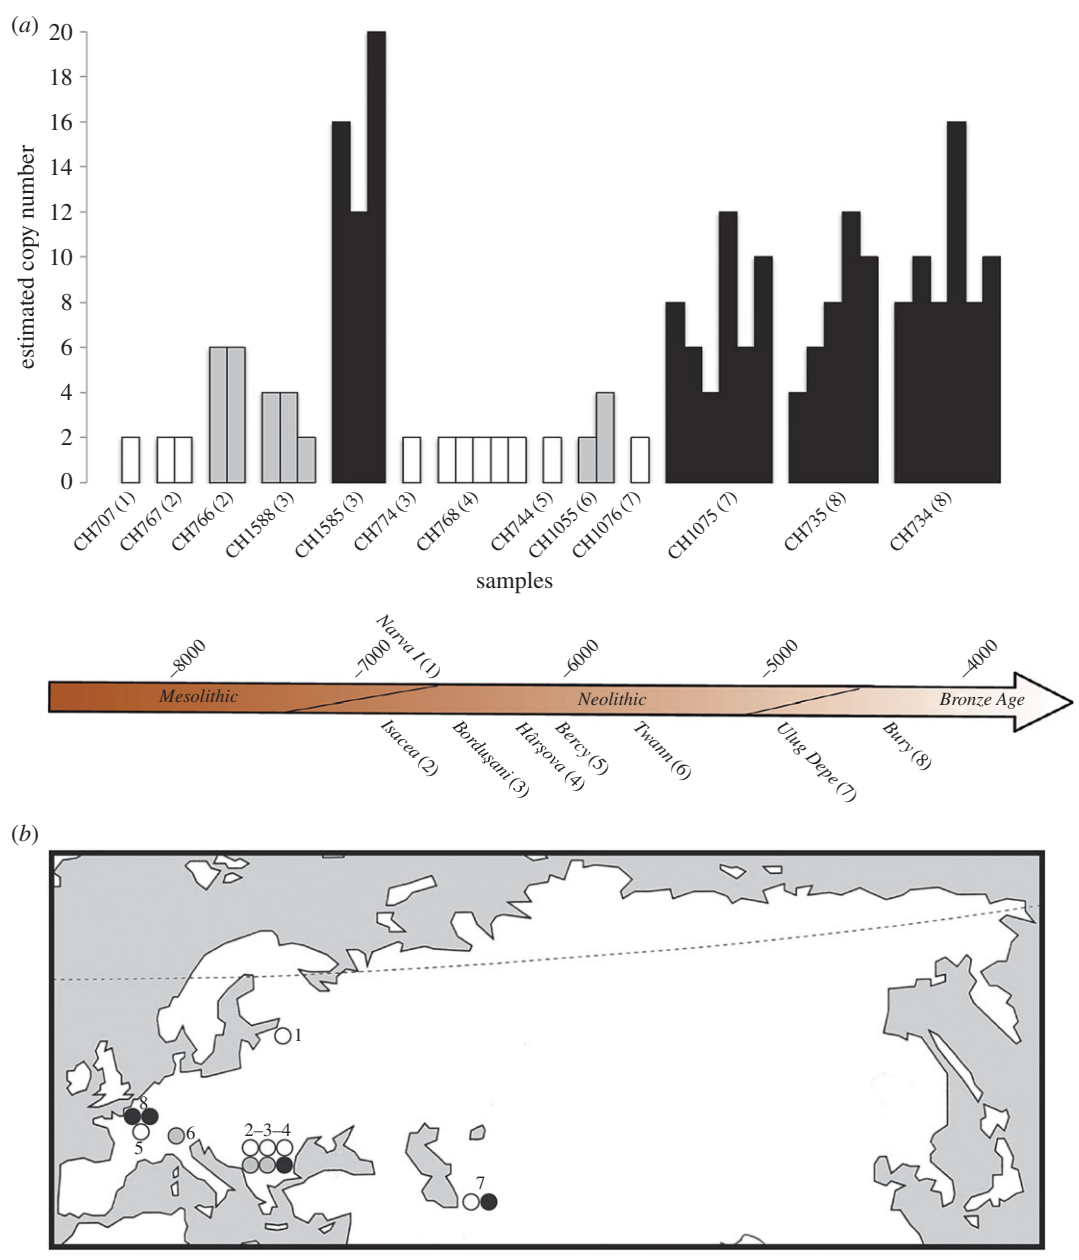 (a)
estimated copy number
20
18
16
14
12
10
8
6
4
2
0
CH707 (1)
CH767 (2)
CH766 (2)
CH1588 (3)
CH1585 (3)
CH774 (3)
CH768 (4)
CH744 (5)
CH1055 (6)
CH1076 (7)
CH1075 (7)
CH735 (8)
CH734 (8)
samples
–8000
–7000
Narva I (1)
–6000
–5000
–4000
Mesolithic
Neolithic
Bronze Age
Isacea (2)
Borduşani (3)
Hârşova (4)
Bercy (5)
Twann (6)
Ulug Depe (7)
Bury (8)
(b)
1
8
5
6
2–3–4
7